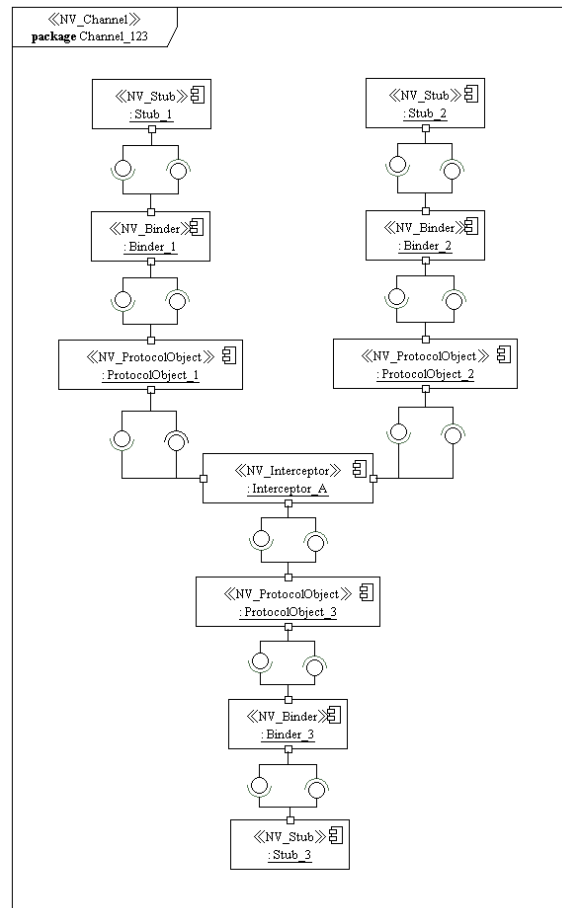 ≪NV_Channel≫
package Channel_123
≪NV_Stub≫
: Stub_1
≪NV_Stub≫
: Stub_2
≪NV_Binder≫
: Binder_1
≪NV_Binder≫
: Binder_2
≪NV_ProtocolObject≫
: ProtocolObject_1
≪NV_ProtocolObject≫
: ProtocolObject_2
≪NV_Interceptor≫
: Interceptor_A
≪NV_ProtocolObject≫
: ProtocolObject_3
≪NV_Binder≫
: Binder_3
≪NV_Stub≫
: Stub_3